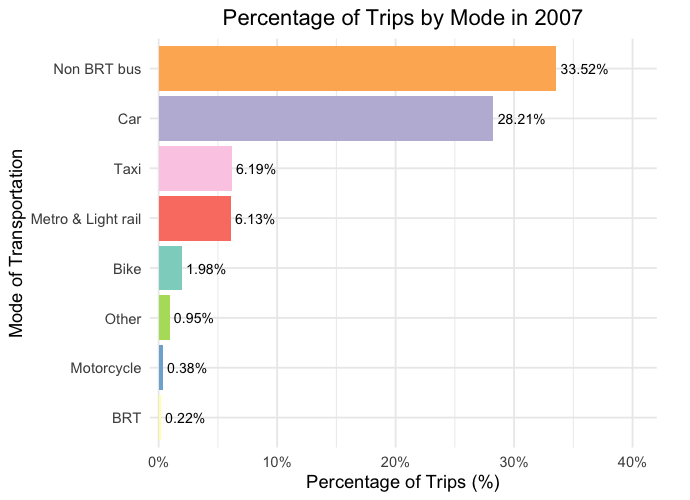 Percentage of Trips by Mode in 2007
Mode of Transportation
Non BRT bus 33.52%
Car 28.21%
Taxi 6.19%
Metro & Light rail 6.13%
Bike 1.98%
Other 0.95%
Motorcycle 0.38%
BRT 0.22%
0% 10% 20% 30% 40%
Percentage of Trips (%)